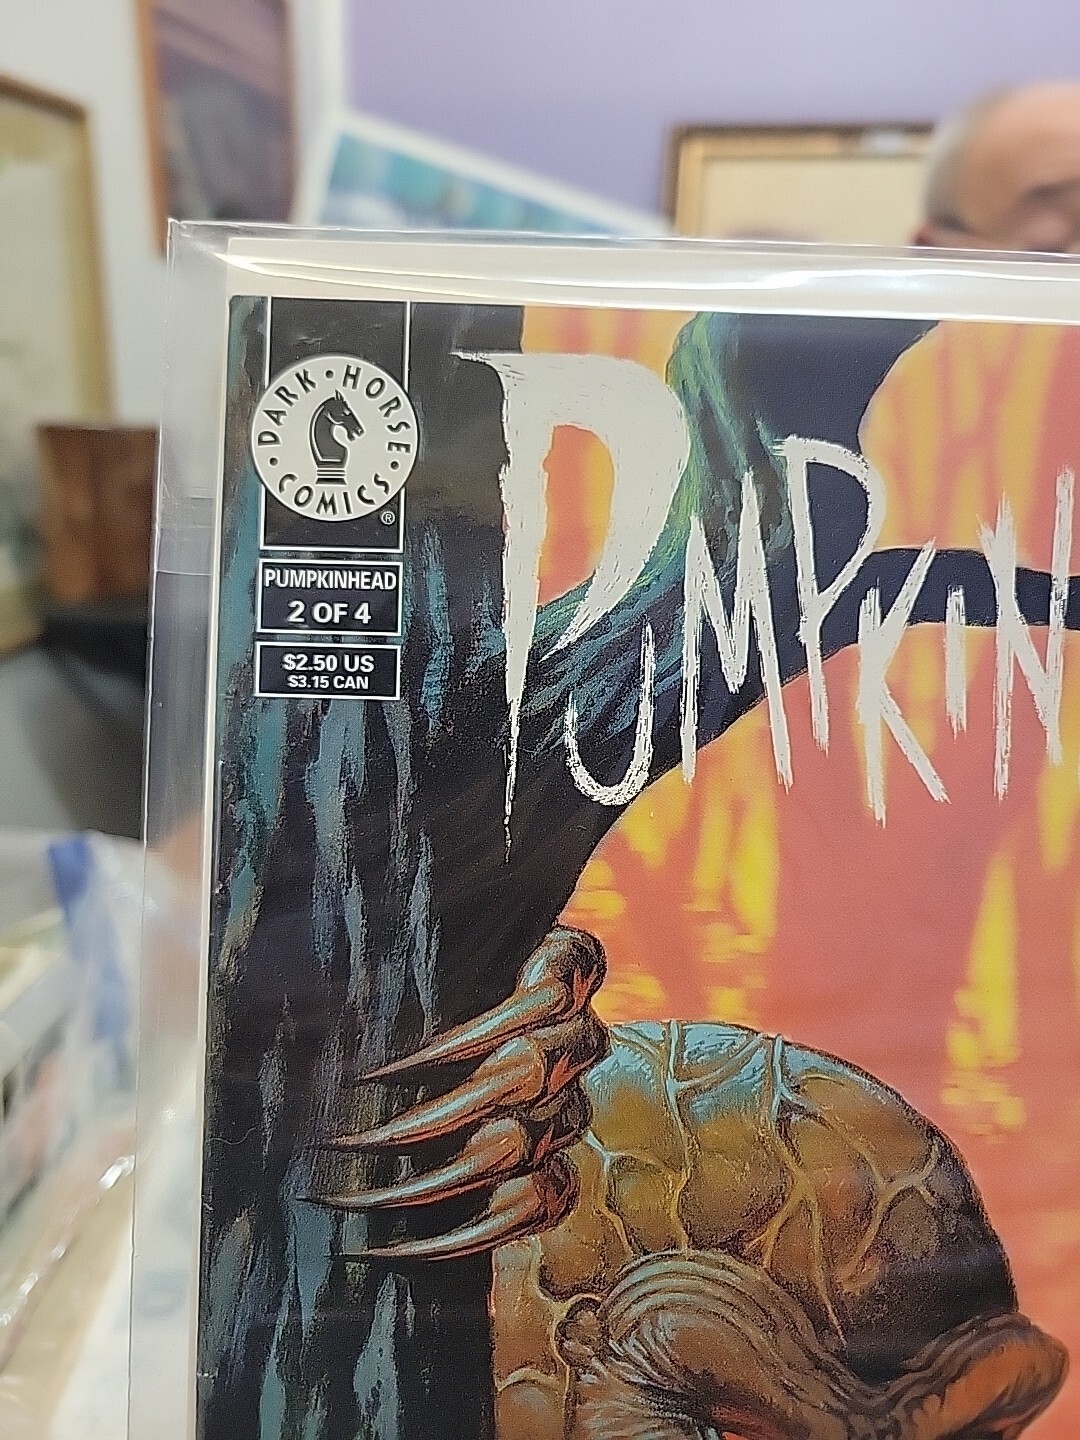 DARK · HORSE · COMICS ·
®
PUMPKINHEAD
2 OF 4
$2.50 US
$3.15 CAN
PUMPKIN